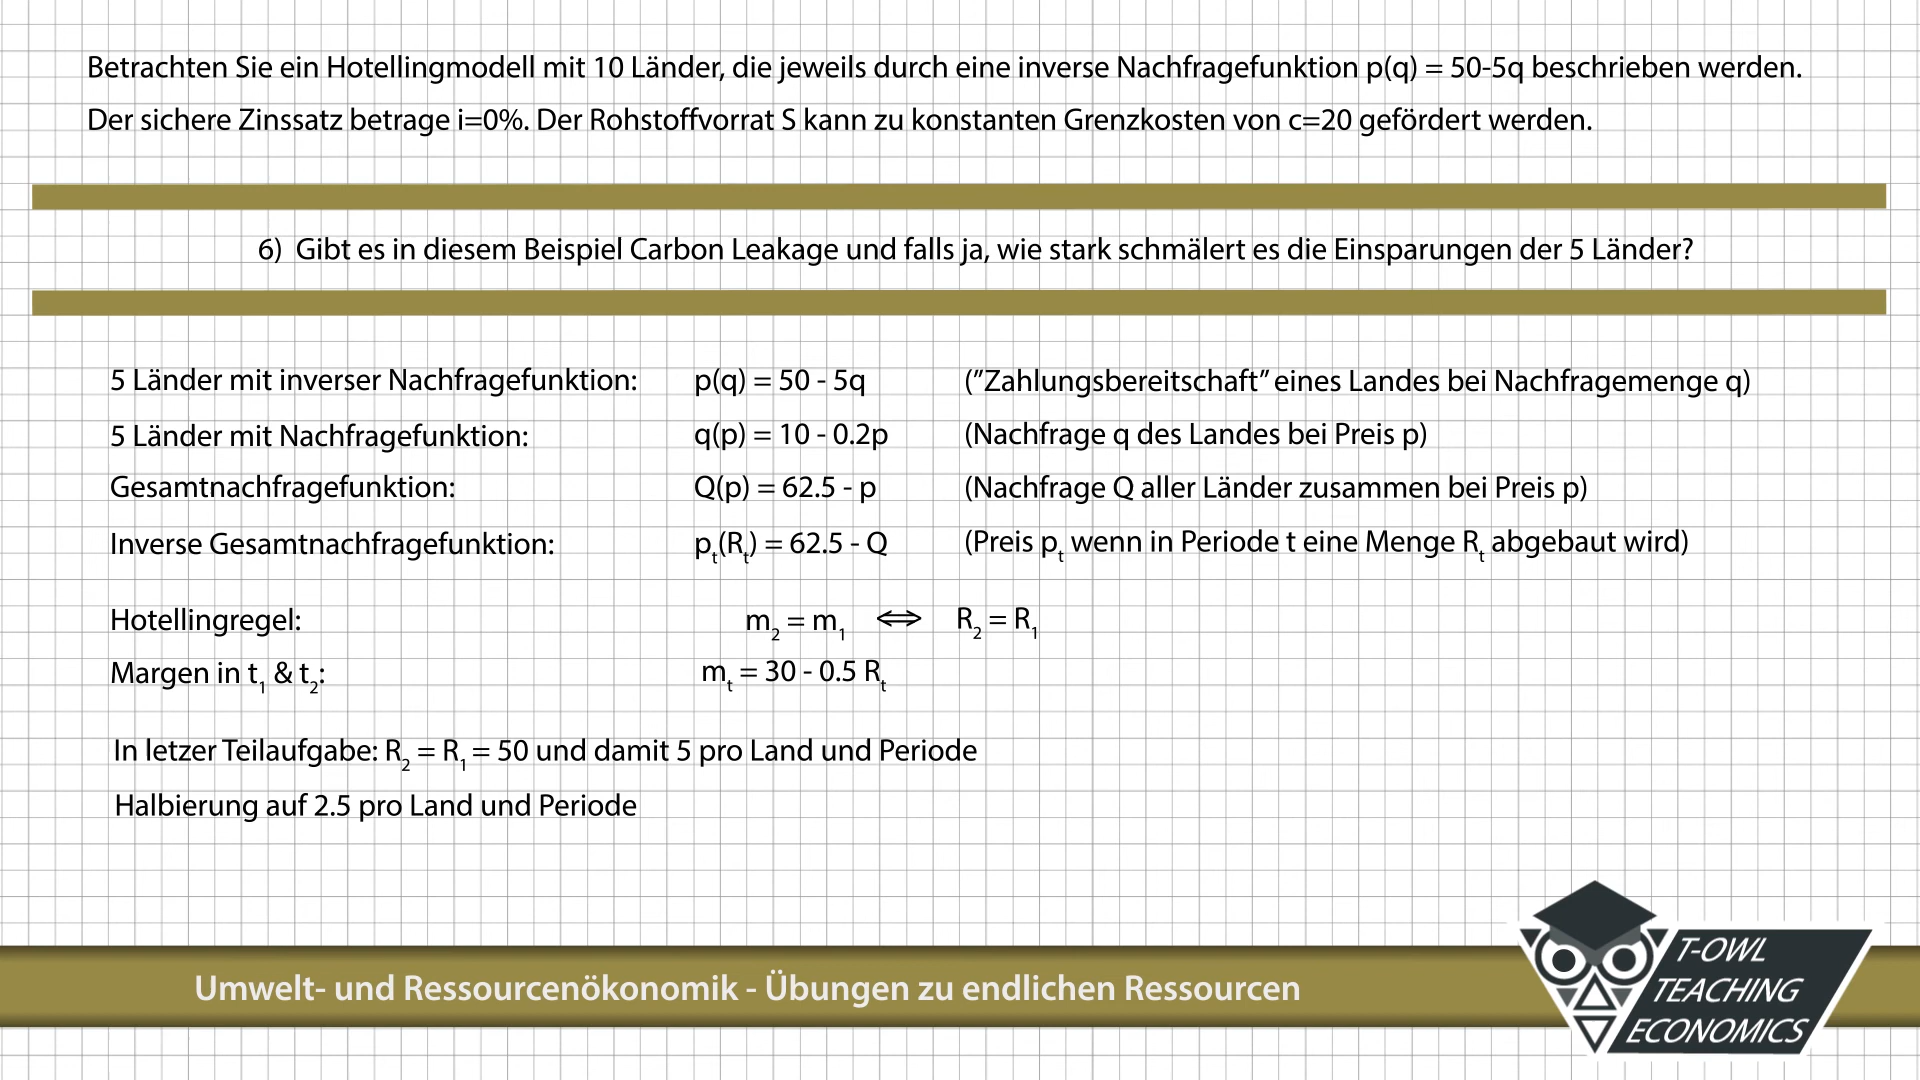 Betrachten Sie ein Hotellingmodell mit 10 Länder, die jeweils durch eine inverse Nachfragefunktion p(q) = 50-5q beschrieben werden.
Der sichere Zinssatz betrage i=0%. Der Rohstoffvorrat S kann zu konstanten Grenzkosten von c=20 gefördert werden.
6) Gibt es in diesem Beispiel Carbon Leakage und falls ja, wie stark schmälert es die Einsparungen der 5 Länder?
5 Länder mit inverser Nachfragefunktion: p(q) = 50 - 5q ("Zahlungsbereitschaft" eines Landes bei Nachfragemenge q)
5 Länder mit Nachfragefunktion: q(p) = 10 - 0.2p (Nachfrage q des Landes bei Preis p)
Gesamtnachfragefunktion: Q(p) = 62.5 - p (Nachfrage Q aller Länder zusammen bei Preis p)
Inverse Gesamtnachfragefunktion: pₜ(Rₜ) = 62.5 - Q (Preis pₜ wenn in Periode t eine Menge Rₜ abgebaut wird)
Hotellingregel: m₂ = m₁ ⇔ R₂ = R₁
Margen in t₁ & t₂: mₜ = 30 - 0.5 Rₜ
In letzer Teilaufgabe: R₂ = R₁ = 50 und damit 5 pro Land und Periode
Halbierung auf 2.5 pro Land und Periode
Umwelt- und Ressourcenökonomik - Übungen zu endlichen Ressourcen
T-OWL
TEACHING
ECONOMICS